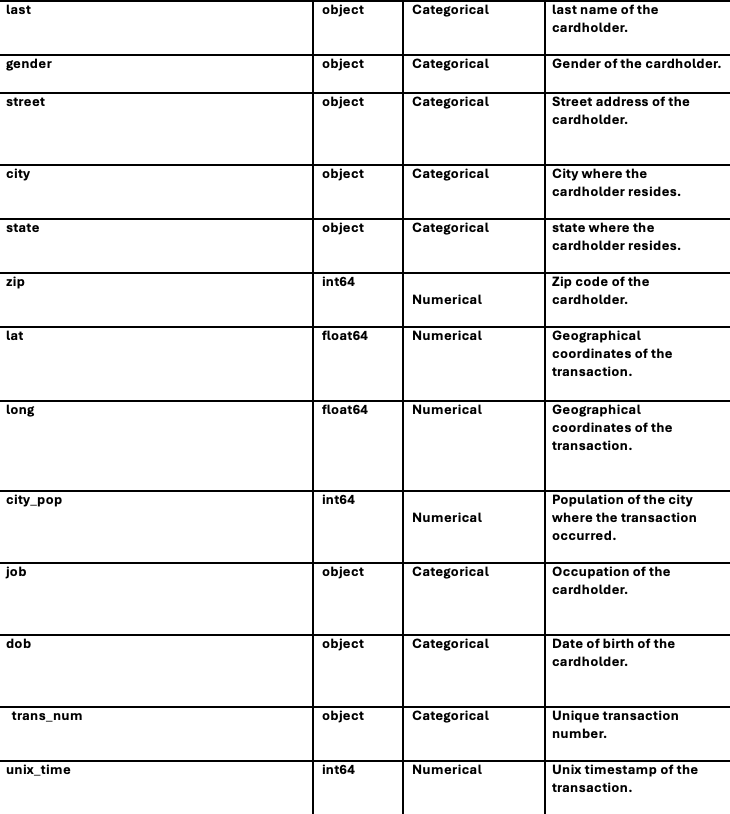 last object Categorical last name of the
cardholder.
gender object Categorical Gender of the cardholder.
street object Categorical Street address of the
cardholder.
city object Categorical City where the
cardholder resides.
state object Categorical state where the
cardholder resides.
zip int64 Zip code of the
Numerical cardholder.
lat float64 Numerical Geographical
coordinates of the
transaction.
long float64 Numerical Geographical
coordinates of the
transaction.
city_pop int64 Population of the city
Numerical where the transaction
occurred.
job object Categorical Occupation of the
cardholder.
dob object Categorical Date of birth of the
cardholder.
trans_num object Categorical Unique transaction
number.
unix_time int64 Numerical Unix timestamp of the
transaction.